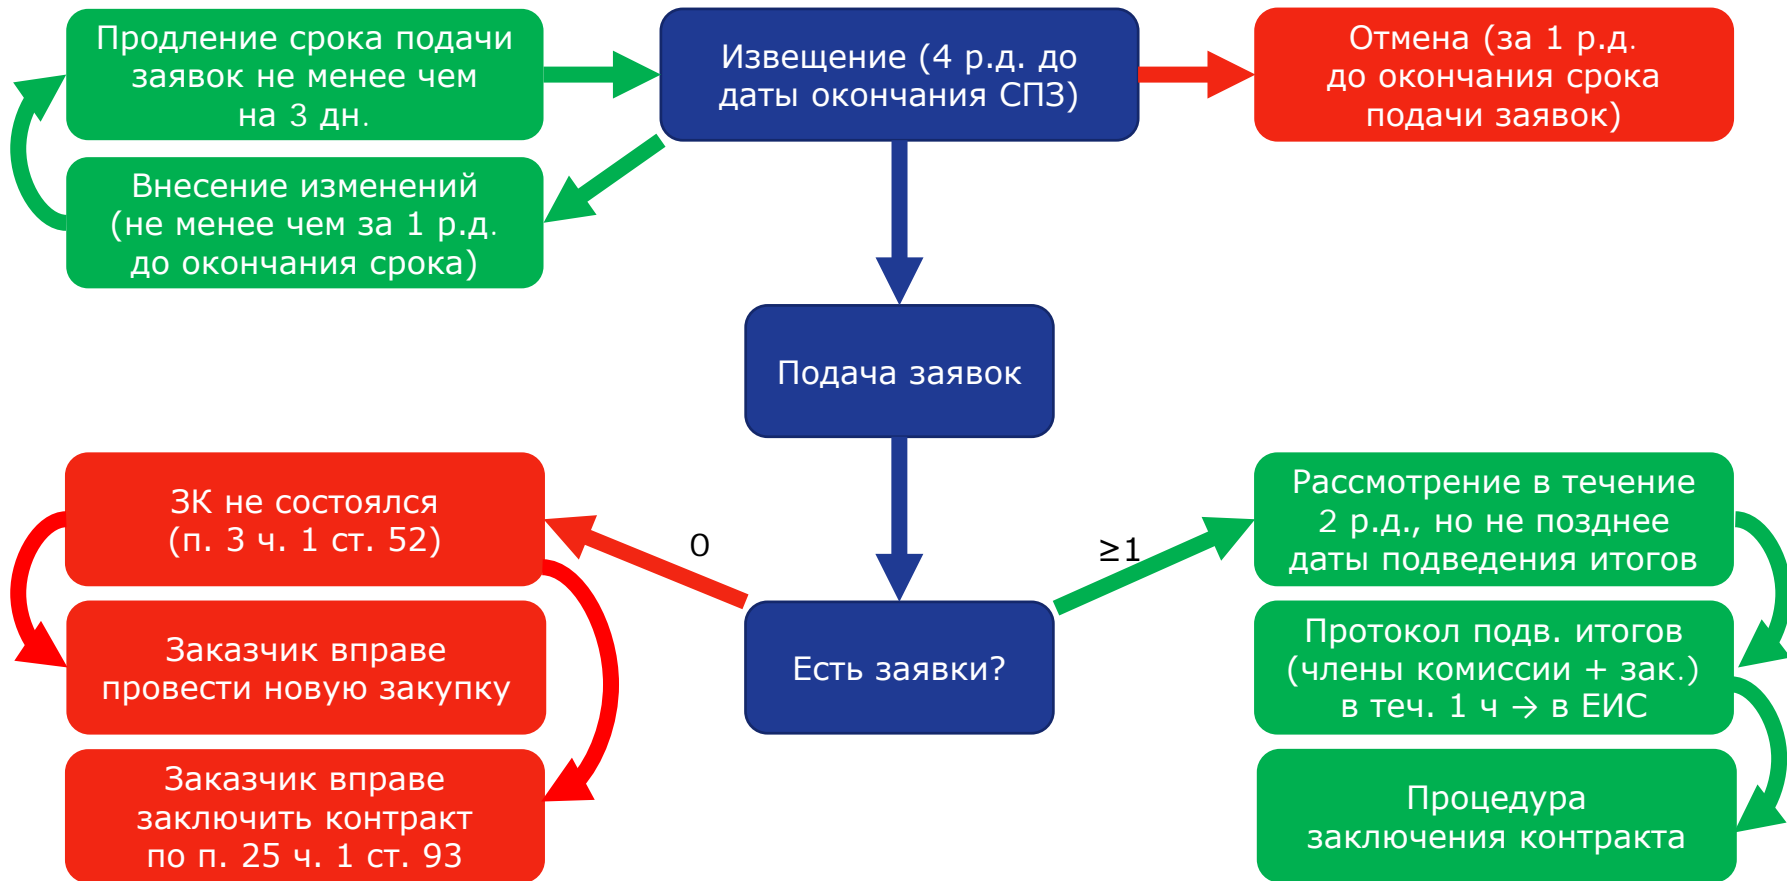 Продление срока подачи
заявок не менее чем
на 3 дн.
Извещение (4 р.д. до
даты окончания СПЗ)
Отмена (за 1 р.д.
до окончания срока
подачи заявок)
Внесение изменений
(не менее чем за 1 р.д.
до окончания срока)
Подача заявок
ЗК не состоялся
(п. 3 ч. 1 ст. 52)
0
≥1
Рассмотрение в течение
2 р.д., но не позднее
даты подведения итогов
Заказчик вправе
провести новую закупку
Есть заявки?
Протокол подв. итогов
(члены комиссии + зак.)
в теч. 1 ч → в ЕИС
Заказчик вправе
заключить контракт
по п. 25 ч. 1 ст. 93
Процедура
заключения контракта